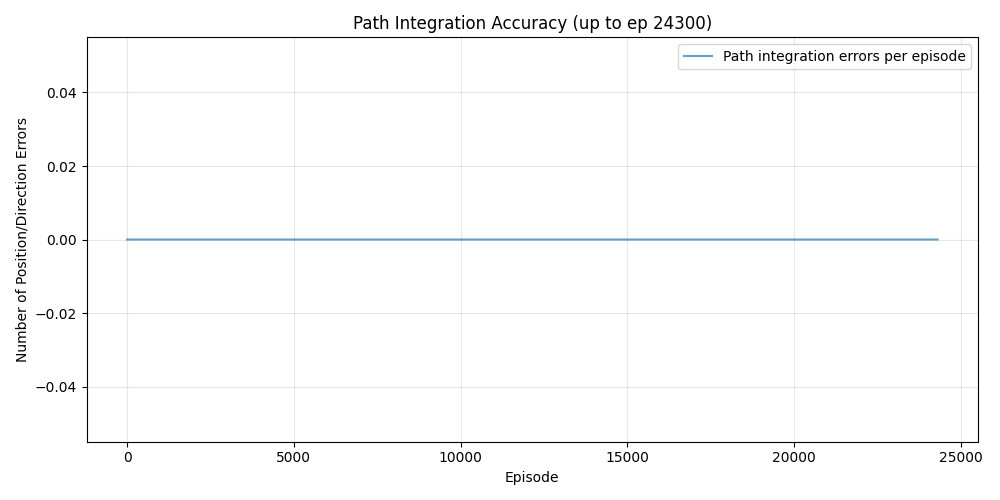 Path Integration Accuracy (up to ep 24300)
Path integration errors per episode
Number of Position/Direction Errors
0.04
0.02
0.00
−0.02
−0.04
0
5000
10000
15000
20000
25000
Episode